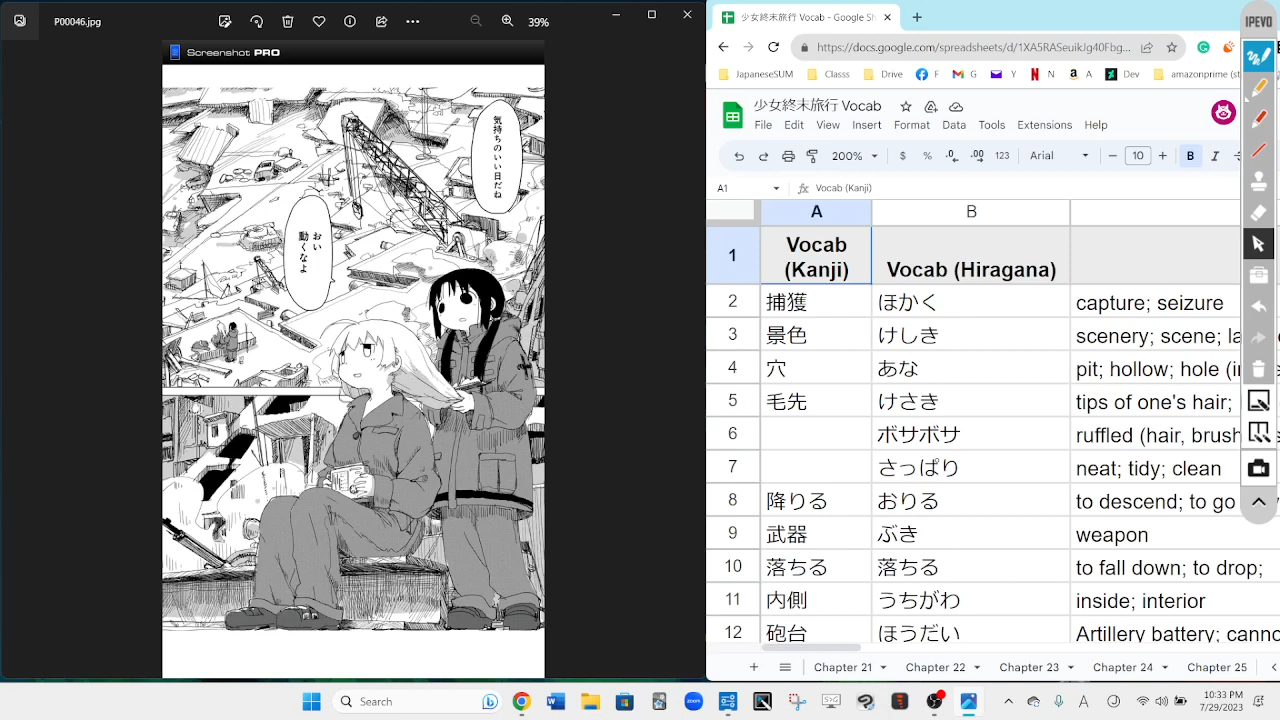 P00046.jpg
39%
Screenshot PRO
気持ちのいい日だね
おい
動くなよ
少女終末旅行 Vocab - Google Sh
https://docs.google.com/spreadsheets/d/1XADBASeuikIg40Fbg...
JapaneseSUM
Classs
Drive
F
G
Y
N
A
Dev
amazonprime (st
少女終末旅行 Vocab
File Edit View Insert Format Data Tools Extensions Help
200% $ % .0 .00 123 Arial 10 B I
A1 fx Vocab (Kanji)
A B
1 Vocab (Kanji) Vocab (Hiragana)
2 捕獲 ほかく capture; seizure
3 景色 けしき scenery; scene;
4 穴 あな pit; hollow; hole
5 毛先 けさき tips of one's hair;
6 ボサボサ ruffled (hair, brush
7 さっぱり neat; tidy; clean
8 降りる おりる to descend; to go
9 武器 ぶき weapon
10 落ちる 落ちる to fall down; to drop;
11 内側 うちがわ inside; interior
12 砲台 ほうだい Artillery battery;
Chapter 21 Chapter 22 Chapter 23 Chapter 24 Chapter 25
IPEVO
Search
zoom
10:33 PM
7/29/2023